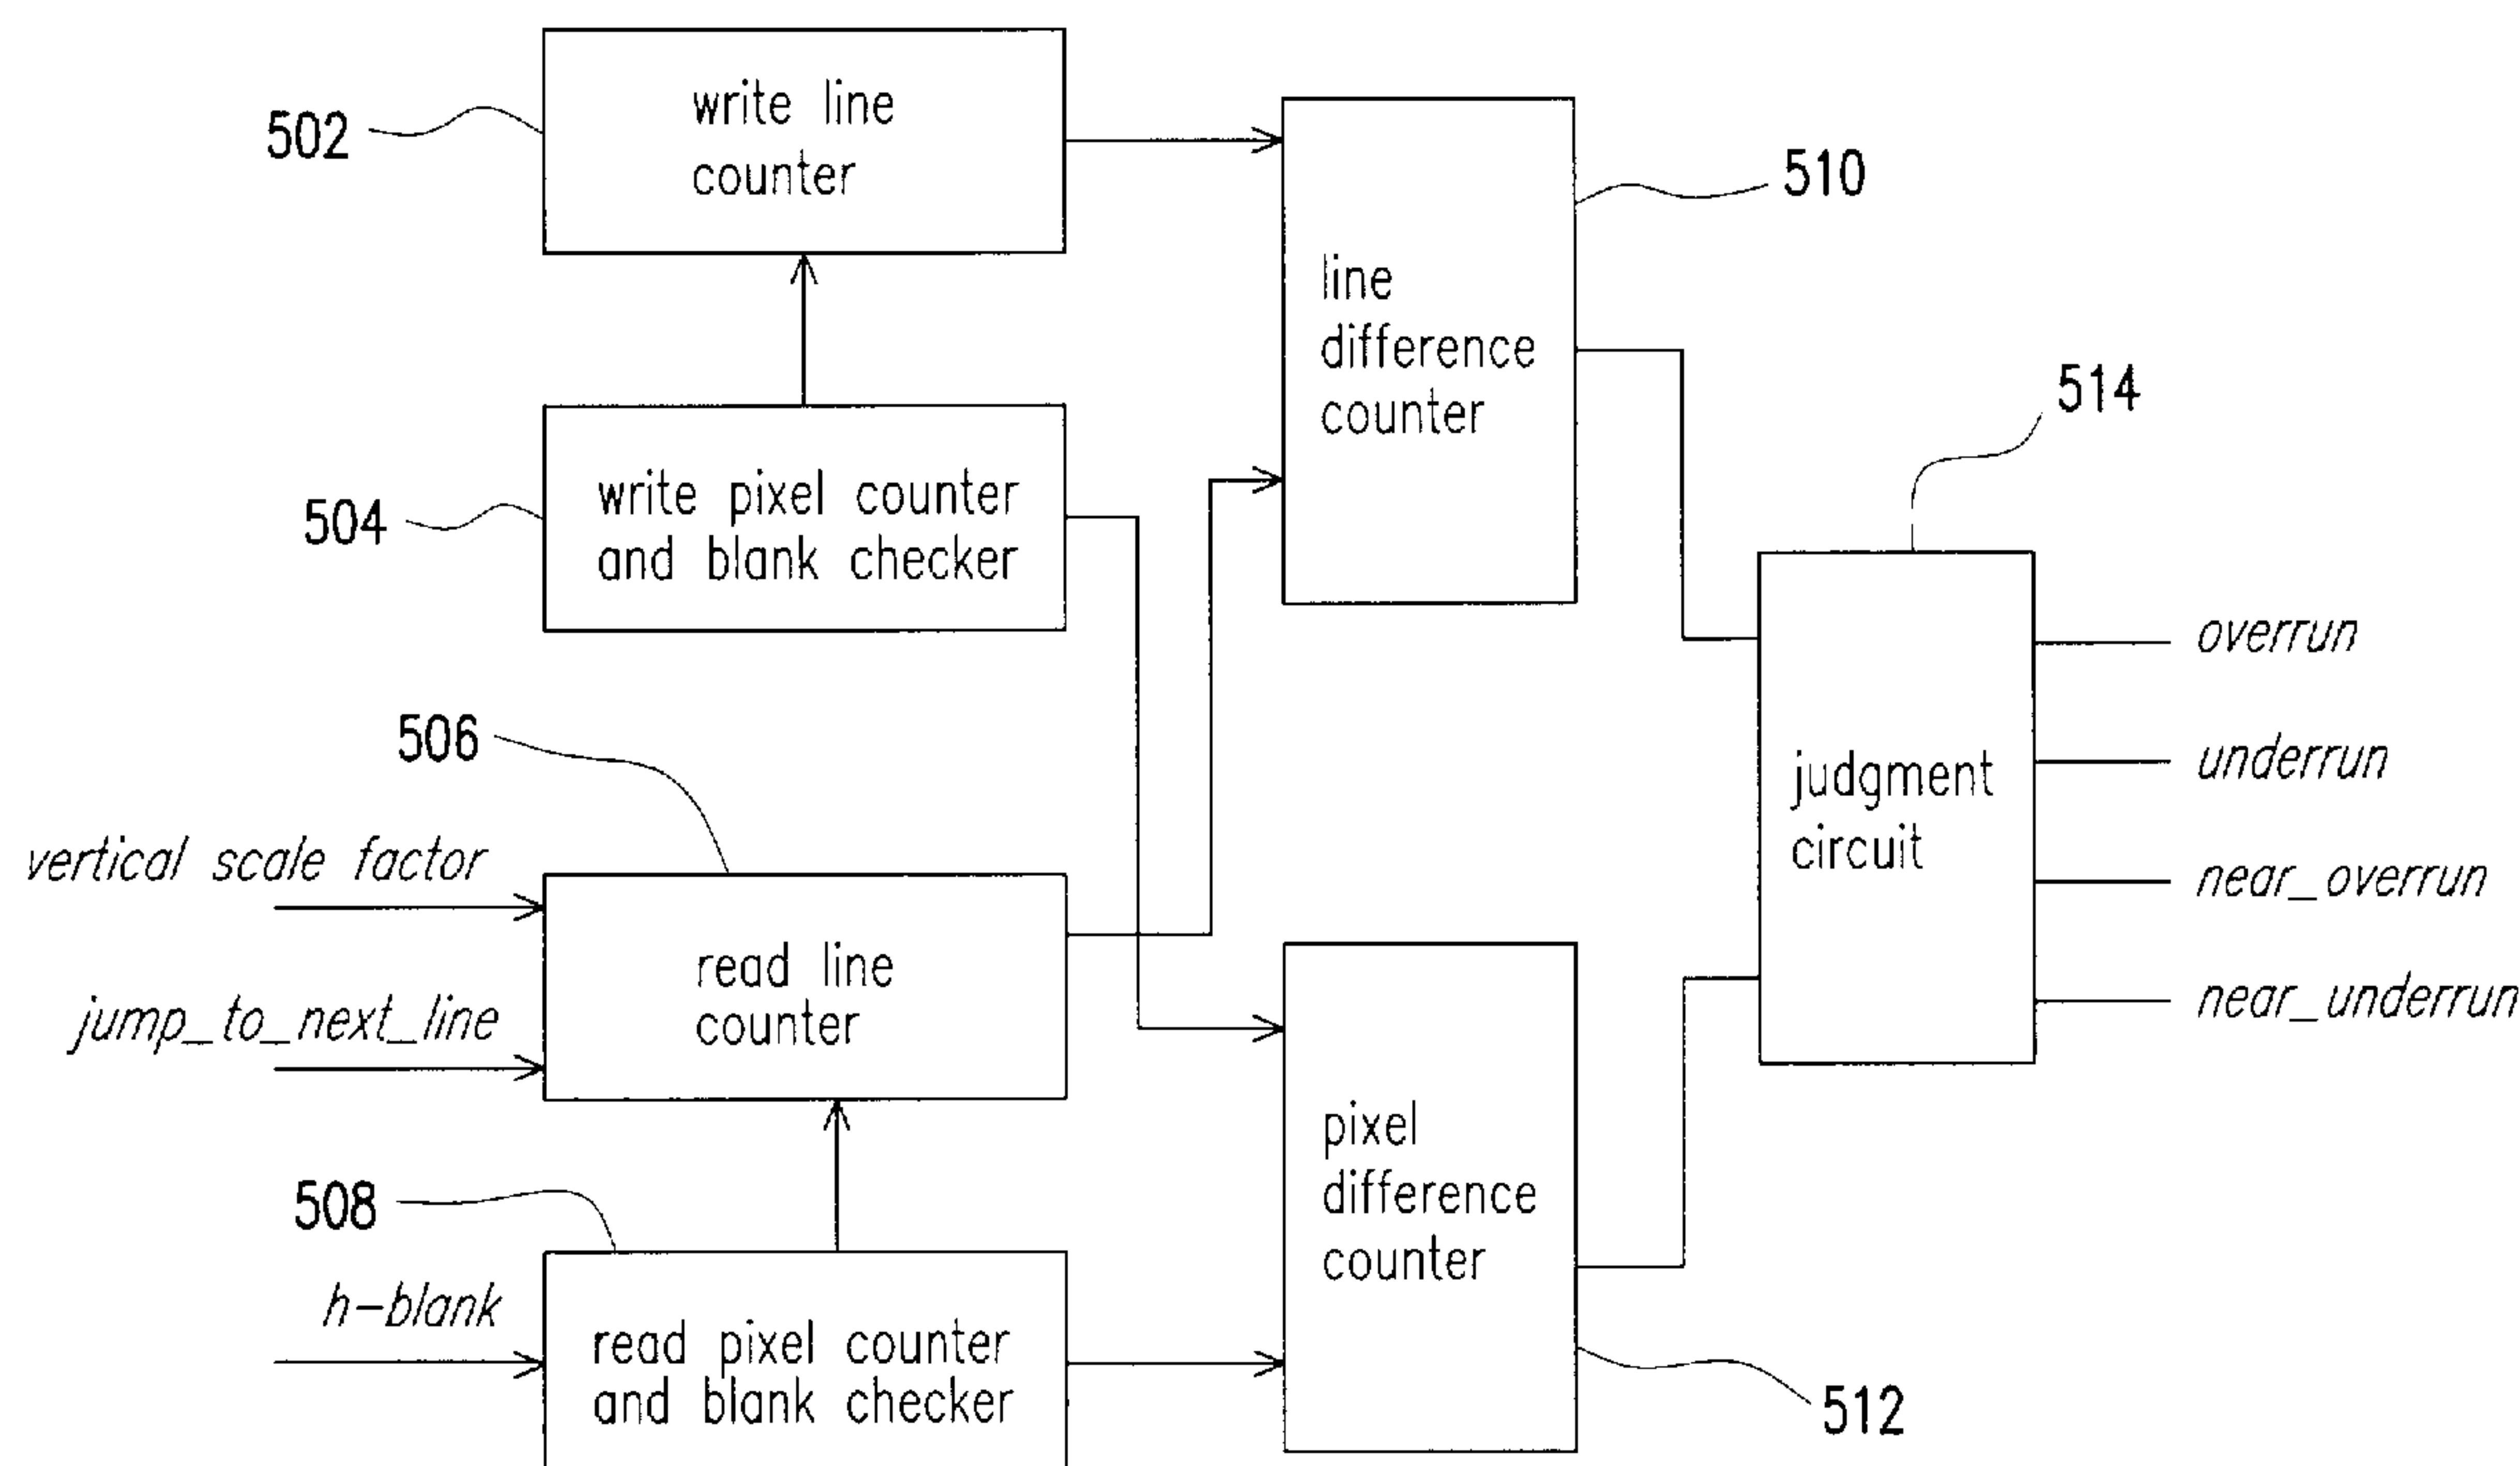 write line
counter
502
510
line
difference
counter
514
write pixel counter
and blank checker
504
overrun
506
underrun
judgment
circuit
vertical scale factor
near_overrun
read line
counter
jump_to_next_line
near_underrun
pixel
difference
counter
508
h-blank
read pixel counter
and blank checker
512